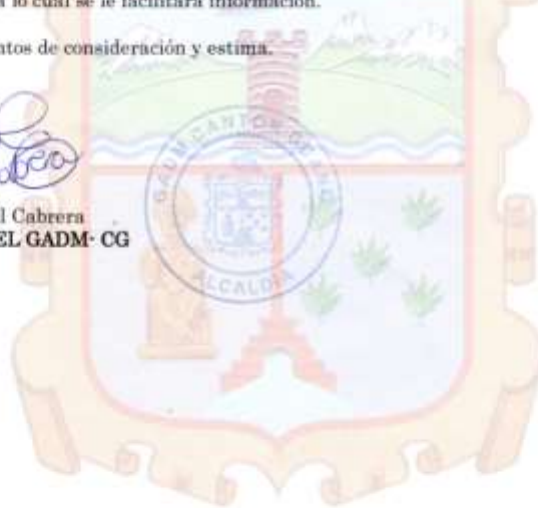 a lo cual se le facilitará información.
ntos de consideración y estima.
l Cabrera
EL GADM- CG
GADM CANTON
ALCALDIA